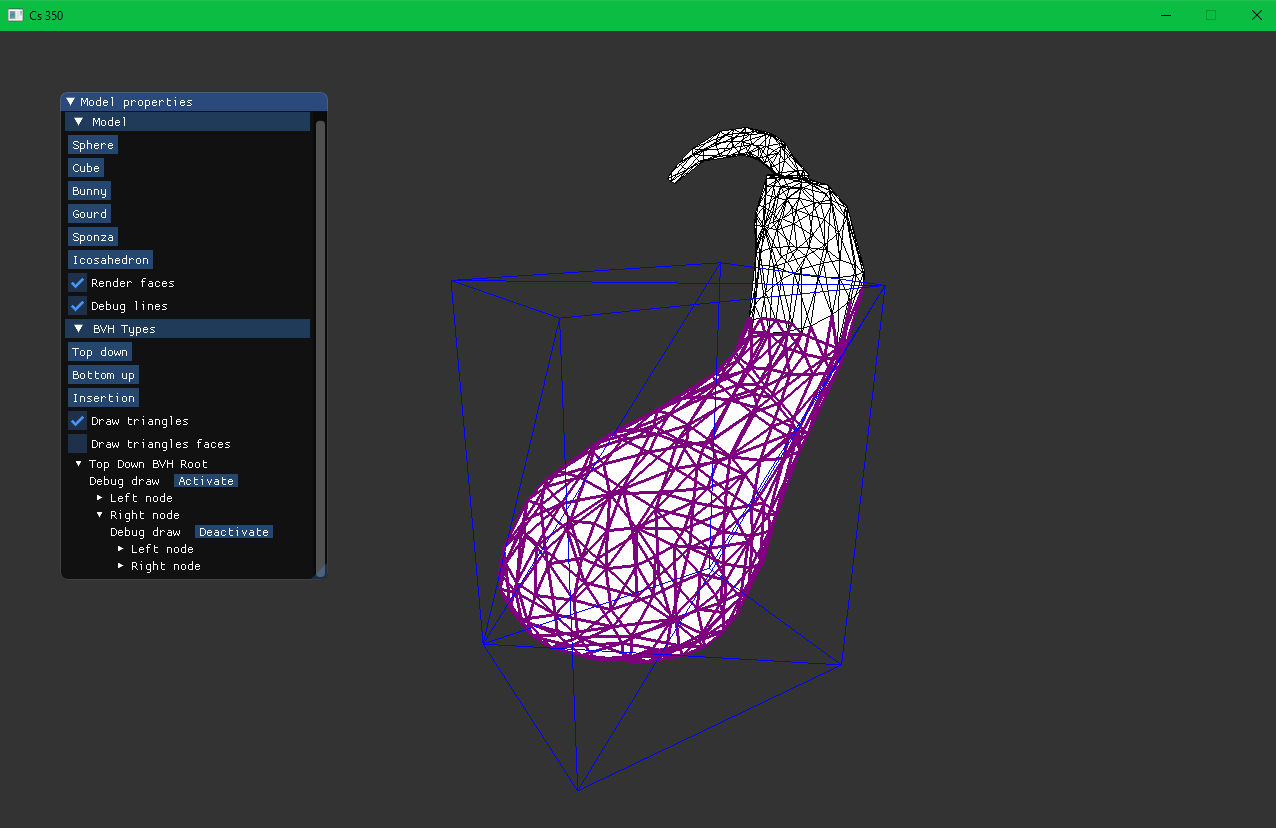 Cs 350
Model properties
Model
Sphere
Cube
Bunny
Gourd
Sponza
Icosahedron
Render faces
Debug lines
BVH Types
Top down
Bottom up
Insertion
Draw triangles
Draw triangles faces
Top Down BVH Root
Debug draw Activate
Left node
Right node
Debug draw Deactivate
Left node
Right node